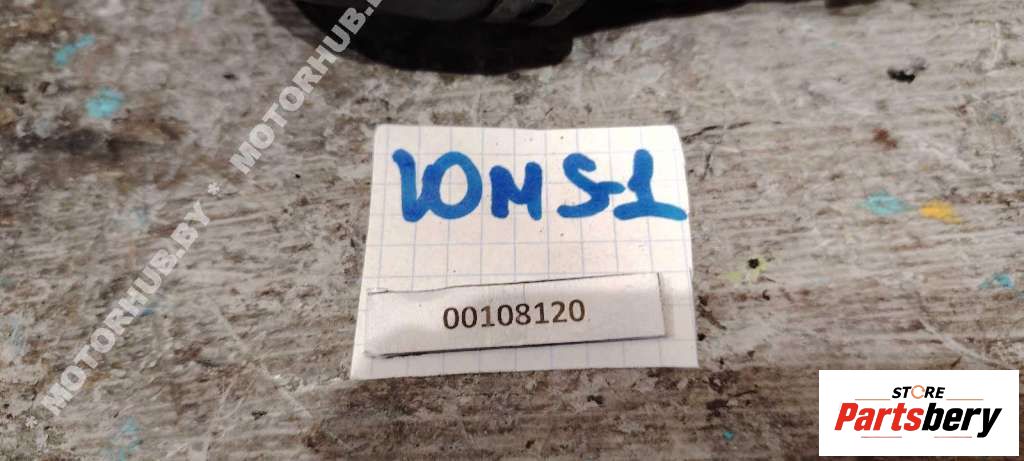 * MOTORHUB.BY * MOTORHUB.BY *
10MS1
00108120
STORE
Partsbery